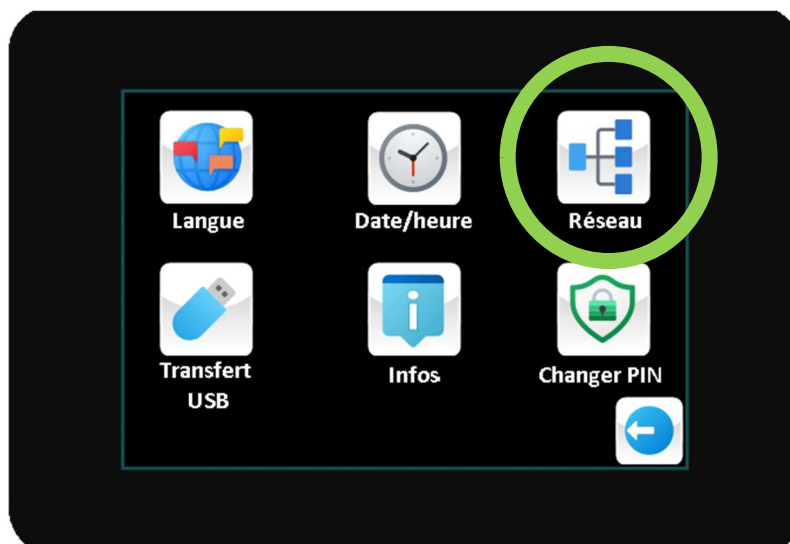 Langue
Date/heure
Réseau
Transfert
USB
Infos
Changer PIN